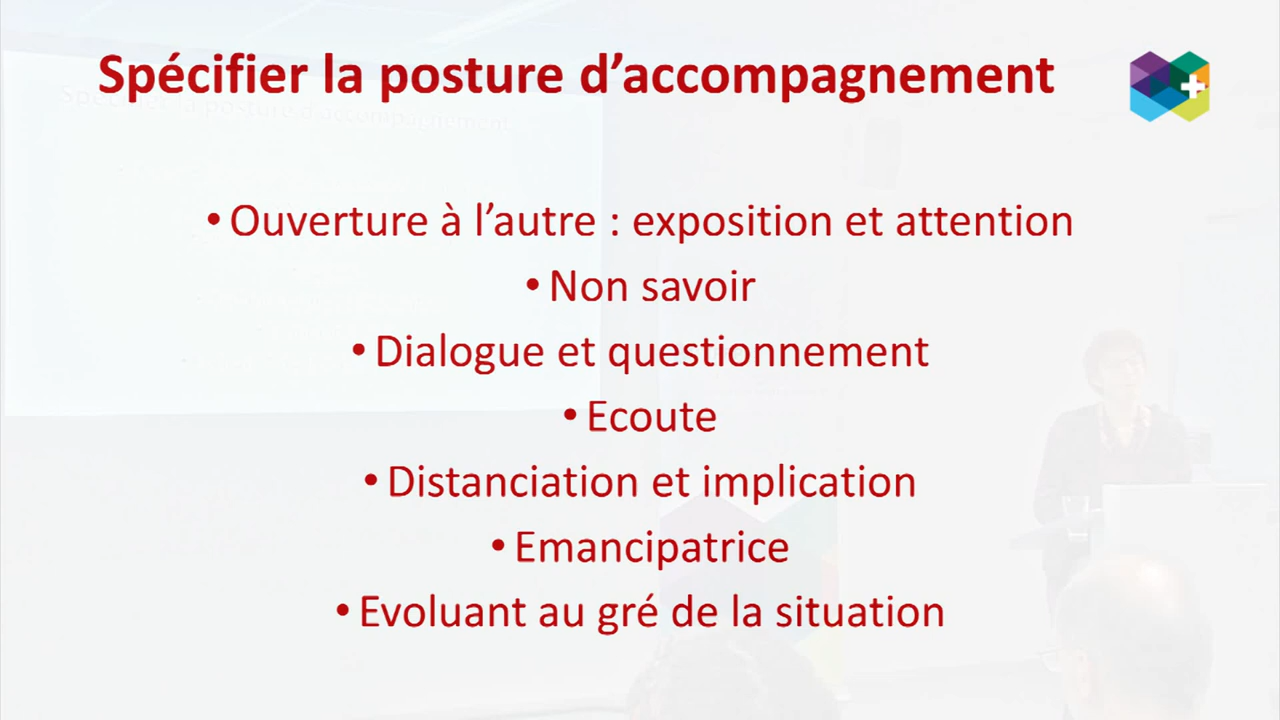 Spécifier la posture d’accompagnement
• Ouverture à l’autre : exposition et attention
• Non savoir
• Dialogue et questionnement
• Ecoute
• Distanciation et implication
• Emancipatrice
• Evoluant au gré de la situation